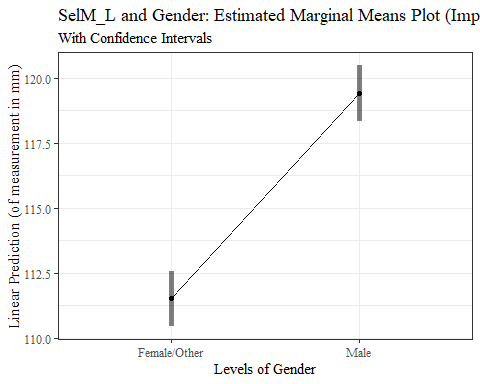 SelM_L and Gender: Estimated Marginal Means Plot (Imp
With Confidence Intervals
Linear Prediction (of measurement in mm)
120.0
117.5
115.0
112.5
110.0
Female/Other
Male
Levels of Gender